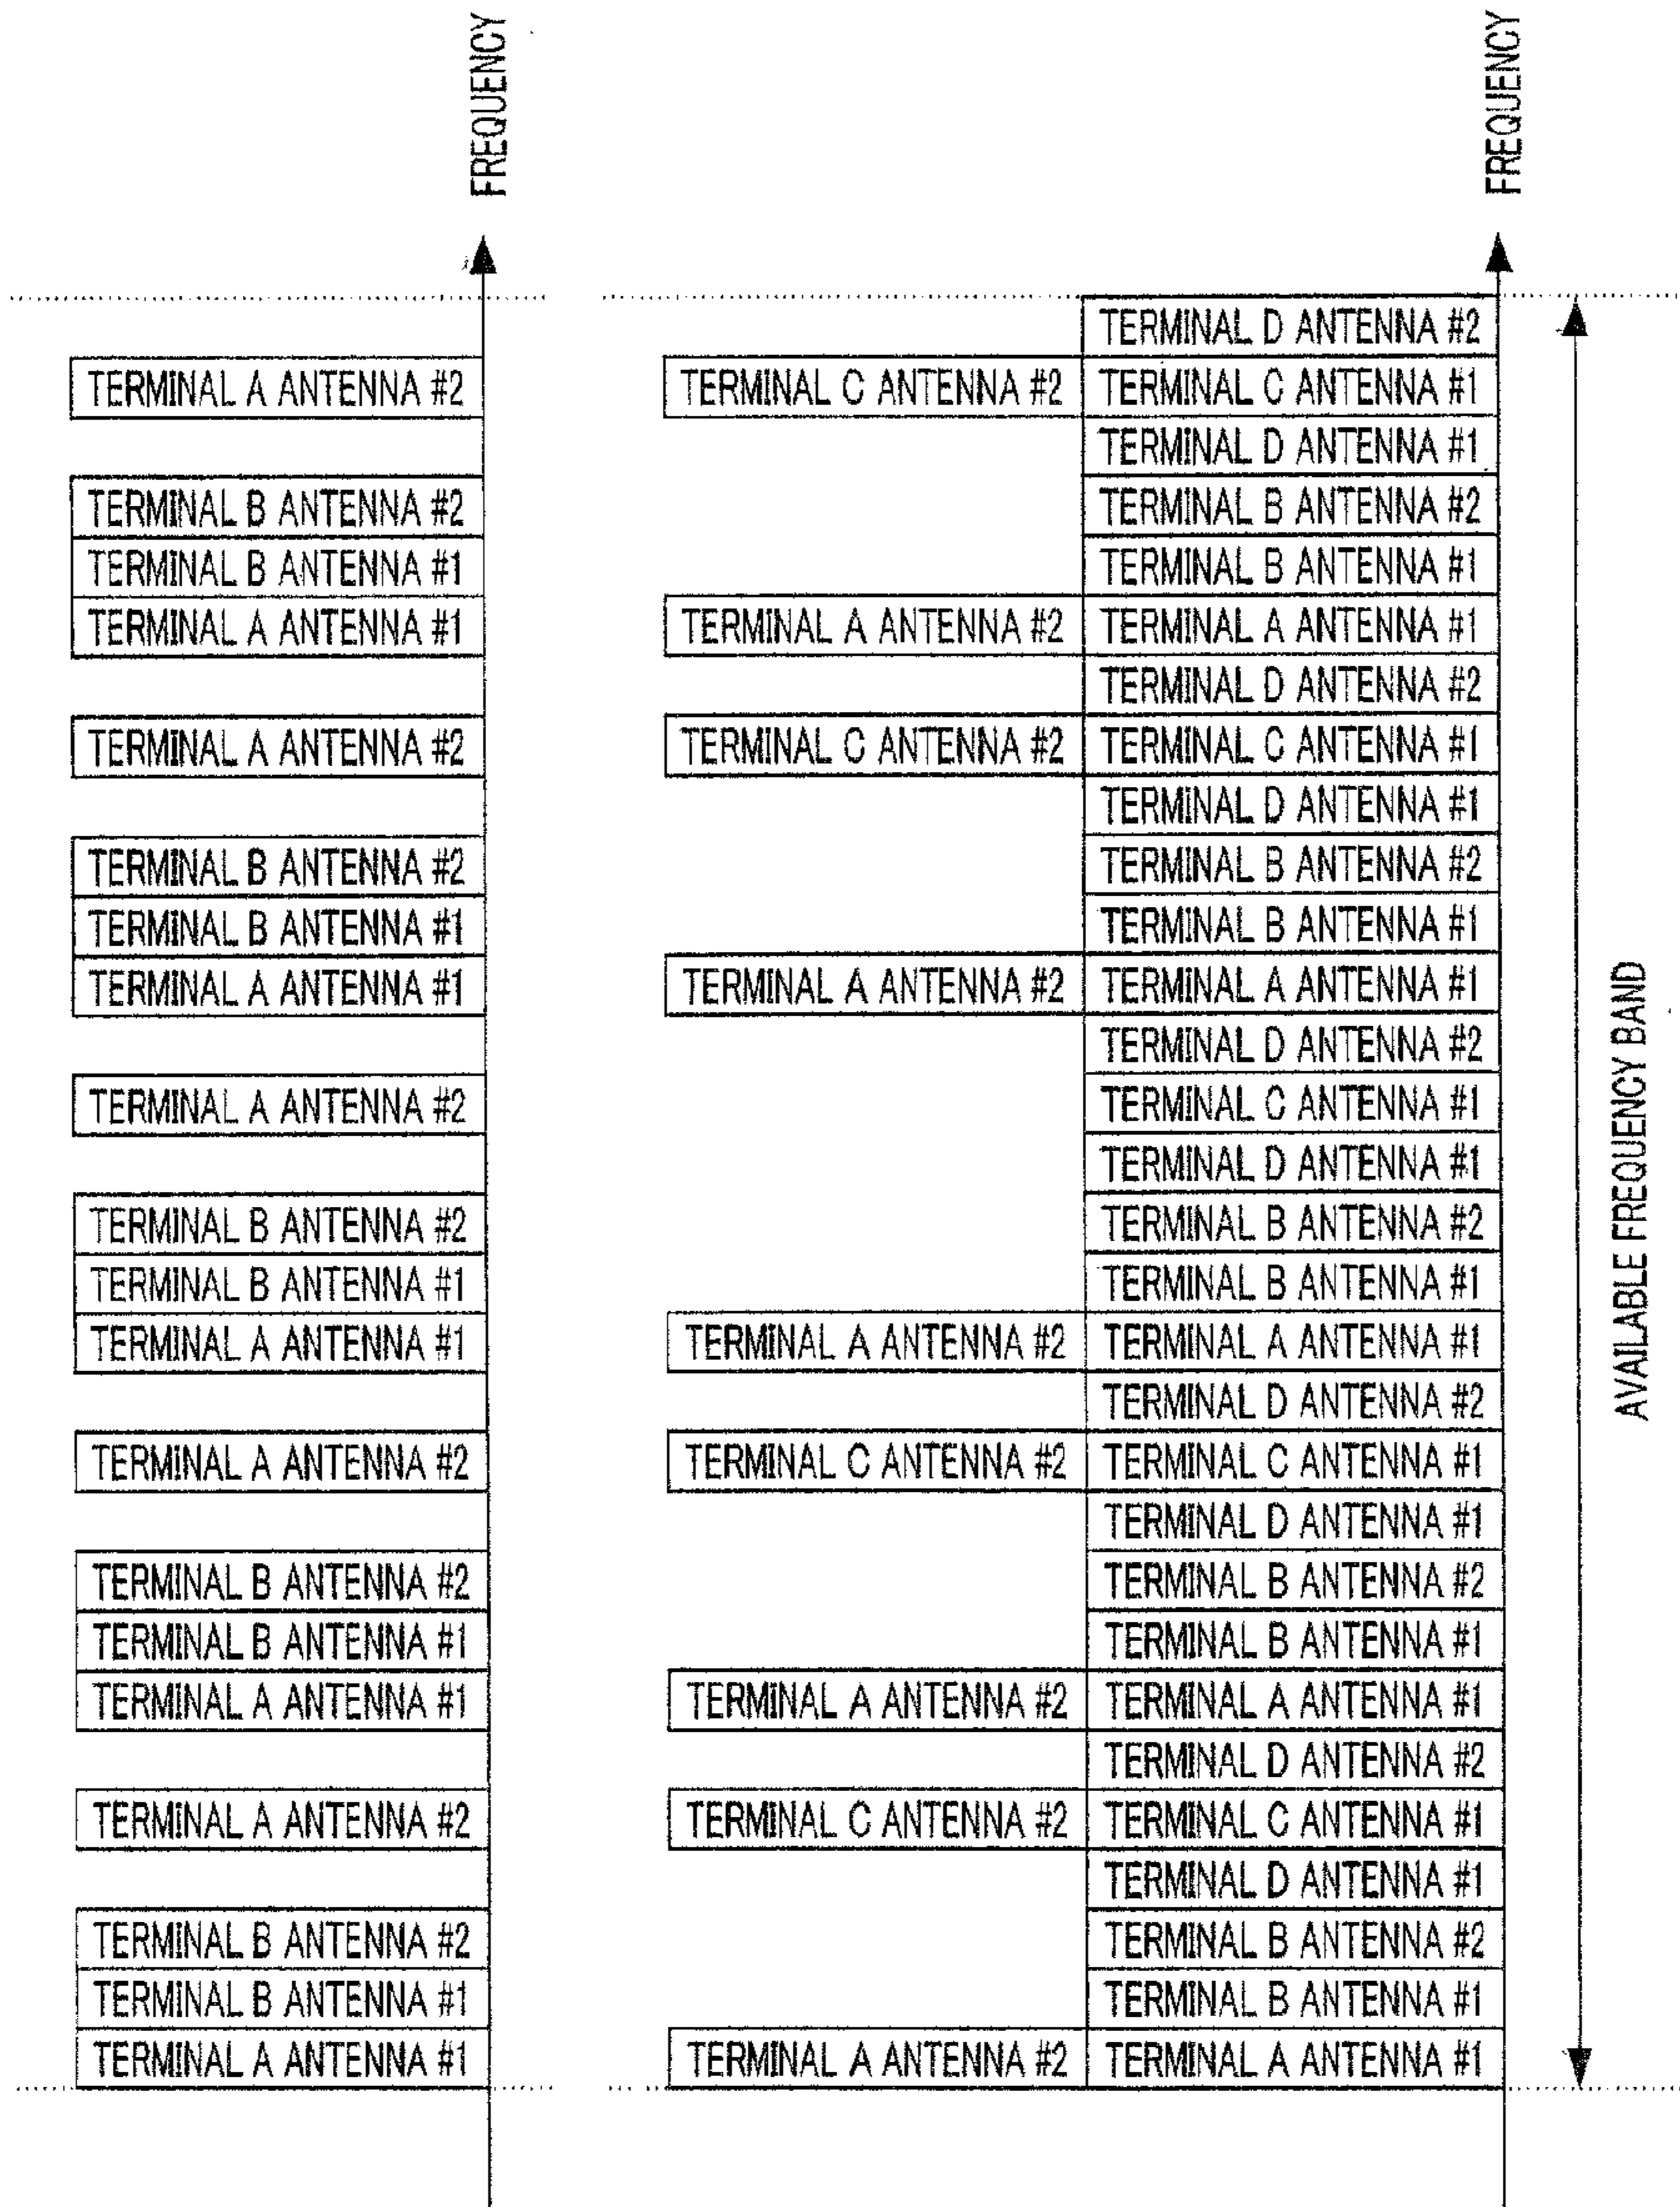 FREQUENCY
TERMINAL A ANTENNA #2
TERMINAL B ANTENNA #2
TERMINAL B ANTENNA #1
TERMINAL A ANTENNA #1
TERMINAL A ANTENNA #2
TERMINAL B ANTENNA #2
TERMINAL B ANTENNA #1
TERMINAL A ANTENNA #1
TERMINAL A ANTENNA #2
TERMINAL B ANTENNA #2
TERMINAL B ANTENNA #1
TERMINAL A ANTENNA #1
TERMINAL A ANTENNA #2
TERMINAL B ANTENNA #2
TERMINAL B ANTENNA #1
TERMINAL A ANTENNA #1
TERMINAL A ANTENNA #2
TERMINAL B ANTENNA #2
TERMINAL B ANTENNA #1
TERMINAL A ANTENNA #1
FREQUENCY
TERMINAL C ANTENNA #2
TERMINAL A ANTENNA #2
TERMINAL C ANTENNA #2
TERMINAL A ANTENNA #2
TERMINAL A ANTENNA #2
TERMINAL C ANTENNA #2
TERMINAL A ANTENNA #2
TERMINAL C ANTENNA #2
TERMINAL A ANTENNA #2
TERMINAL D ANTENNA #2
TERMINAL C ANTENNA #1
TERMINAL D ANTENNA #1
TERMINAL B ANTENNA #2
TERMINAL B ANTENNA #1
TERMINAL A ANTENNA #1
TERMINAL D ANTENNA #2
TERMINAL C ANTENNA #1
TERMINAL D ANTENNA #1
TERMINAL B ANTENNA #2
TERMINAL B ANTENNA #1
TERMINAL A ANTENNA #1
TERMINAL D ANTENNA #2
TERMINAL C ANTENNA #1
TERMINAL D ANTENNA #1
TERMINAL B ANTENNA #2
TERMINAL B ANTENNA #1
TERMINAL A ANTENNA #1
TERMINAL D ANTENNA #2
TERMINAL C ANTENNA #1
TERMINAL D ANTENNA #1
TERMINAL B ANTENNA #2
TERMINAL B ANTENNA #1
TERMINAL A ANTENNA #1
TERMINAL D ANTENNA #2
TERMINAL C ANTENNA #1
TERMINAL D ANTENNA #1
TERMINAL B ANTENNA #2
TERMINAL B ANTENNA #1
TERMINAL A ANTENNA #1
AVAILABLE FREQUENCY BAND